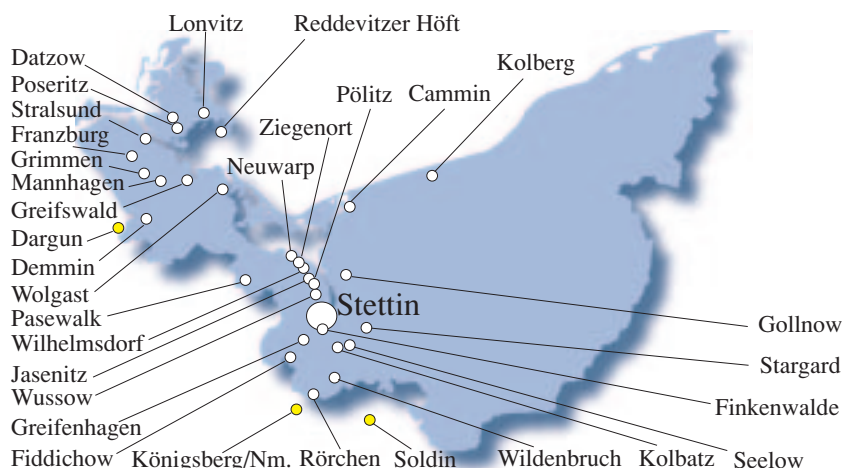 Lonvitz
Reddevitzer Höft
Datzow
Kolberg
Poseritz
Pölitz
Cammin
Stralsund
Ziegenort
Franzburg
Neuwarp
Grimmen
Mannhagen
Greifswald
Dargun
Demmin
Wolgast
Pasewalk
Stettin
Gollnow
Wilhelmsdorf
Stargard
Jasenitz
Wussow
Finkenwalde
Greifenhagen
Fiddichow
Königsberg/Nm.
Rörchen
Soldin
Wildenbruch
Kolbatz
Seelow